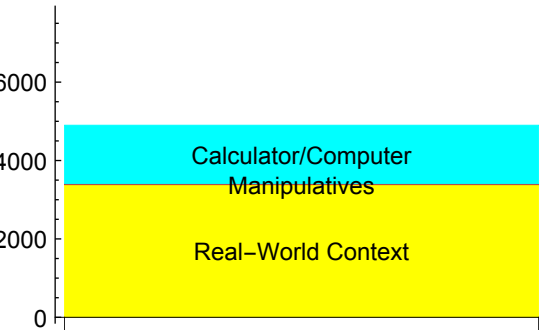 6000
Calculator/Computer
4000
Manipulatives
2000
Real−World Context
0